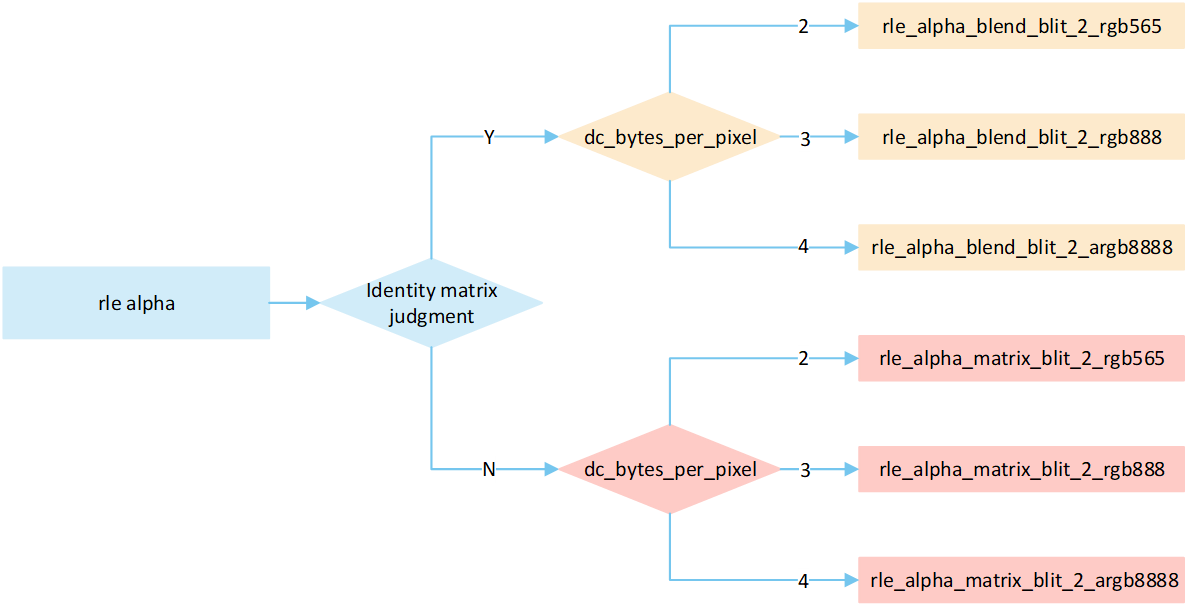 rle alpha
Identity matrix
judgment
Y
dc_bytes_per_pixel
2
rle_alpha_blend_blit_2_rgb565
3
rle_alpha_blend_blit_2_rgb888
4
rle_alpha_blend_blit_2_argb8888
N
dc_bytes_per_pixel
2
rle_alpha_matrix_blit_2_rgb565
3
rle_alpha_matrix_blit_2_rgb888
4
rle_alpha_matrix_blit_2_argb8888